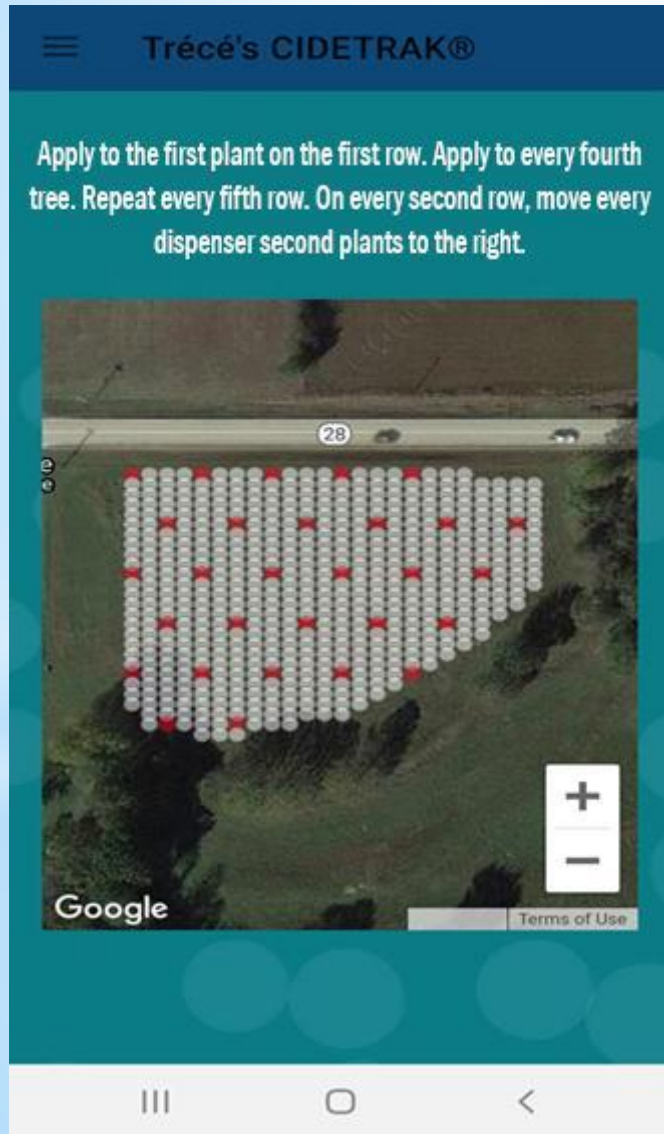 Trécé's CIDETRAK®
Apply to the first plant on the first row. Apply to every fourth
tree. Repeat every fifth row. On every second row, move every
dispenser second plants to the right.
28
e
e
Google
Terms of Use